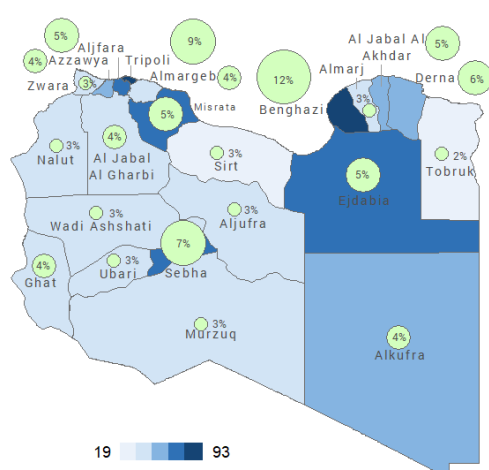 5%
9%
Al Jabal Al
Akhdar
5%
Aljfara
4%
Azzawya
Tripoli
Zwara
3%
Almargeb
4%
12%
Benghazi
Almarj
3%
Derna
6%
5%
Misrata
3%
Nalut
4%
Al Jabal
Al Gharbi
3%
Sirt
5%
Ejdabia
2%
Tobruk
3%
Wadi Ashshati
3%
Aljufra
4%
Ghat
3%
Ubari
7%
Sebha
3%
Murzuq
4%
Alkufra
19 93